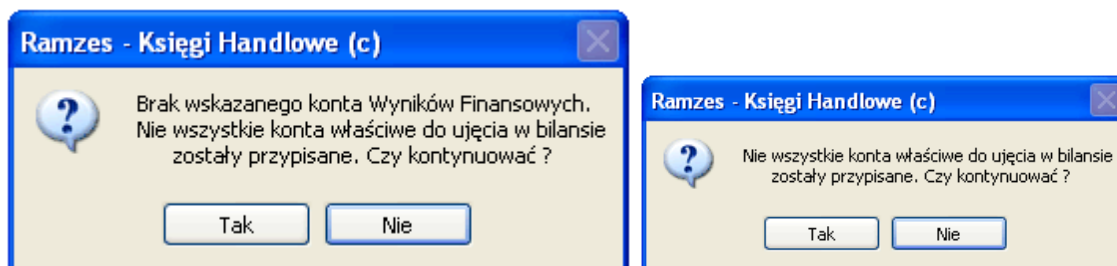 Ramzes - Księgi Handlowe (c)
Brak wskazanego konta Wyników Finansowych.
Nie wszystkie konta właściwe do ujęcia w bilansie
zostały przypisane. Czy kontynuować ?
Tak
Nie
Ramzes - Księgi Handlowe (c)
Nie wszystkie konta właściwe do ujęcia w bilansie
zostały przypisane. Czy kontynuować ?
Tak
Nie